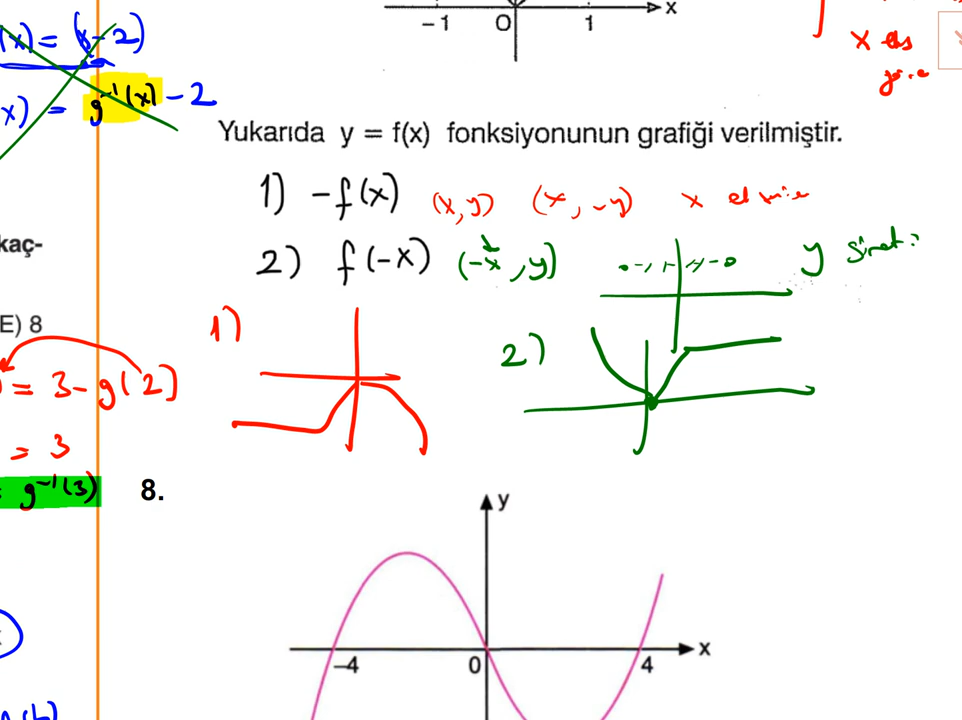 -1 O 1 x
(x) = (x-2)
x) = g⁻¹(x) - 2
x
Yukarıda y = f(x) fonksiyonunun grafiği verilmiştir.
1) -f(x) (x, y) (x, -y) x
kaç-
2) f(-x) (-x, y) y
E) 8
1)
2)
= 3 - g(2)
= 3
= g⁻¹(3)
8.
y
-4 0 4 x